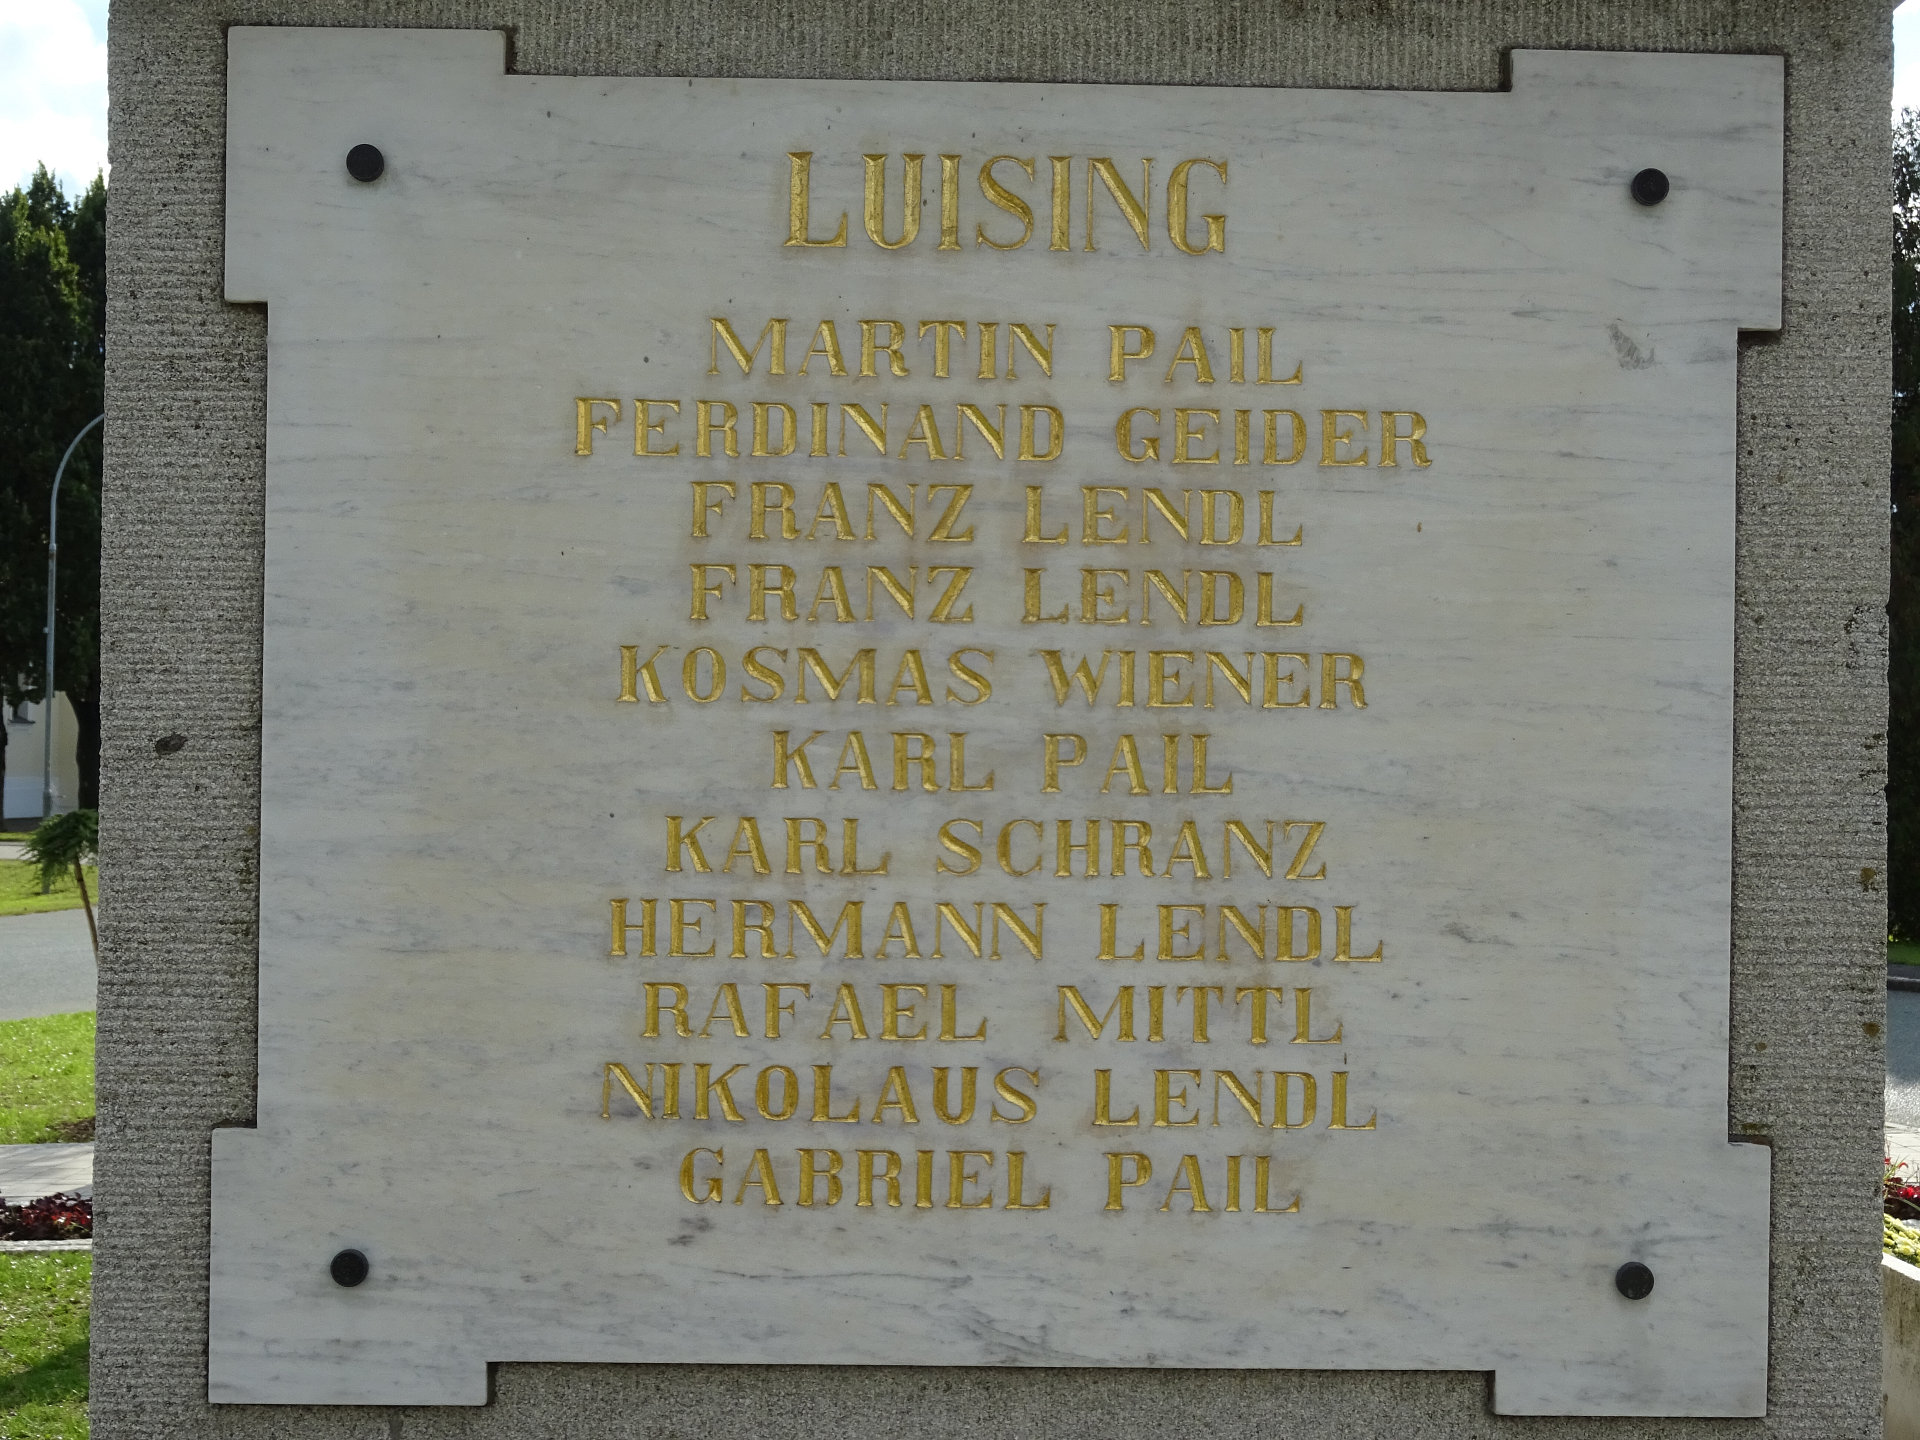 LUISING
MARTIN PAIL
FERDINAND GEIDER
FRANZ LENDL
FRANZ LENDL
KOSMAS WIENER
KARL PAIL
KARL SCHRANZ
HERMANN LENDL
RAFAEL MITTL
NIKOLAUS LENDL
GABRIEL PAIL